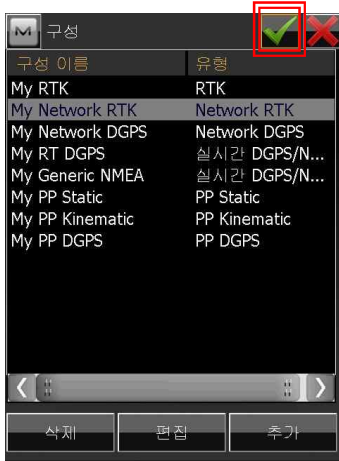 M 구성
구성 이름 유형
My RTK RTK
My Network RTK Network RTK
My Network DGPS Network DGPS
My RT DGPS 실시간 DGPS/N...
My Generic NMEA 실시간 DGPS/N...
My PP Static PP Static
My PP Kinematic PP Kinematic
My PP DGPS PP DGPS
삭제 편집 추가